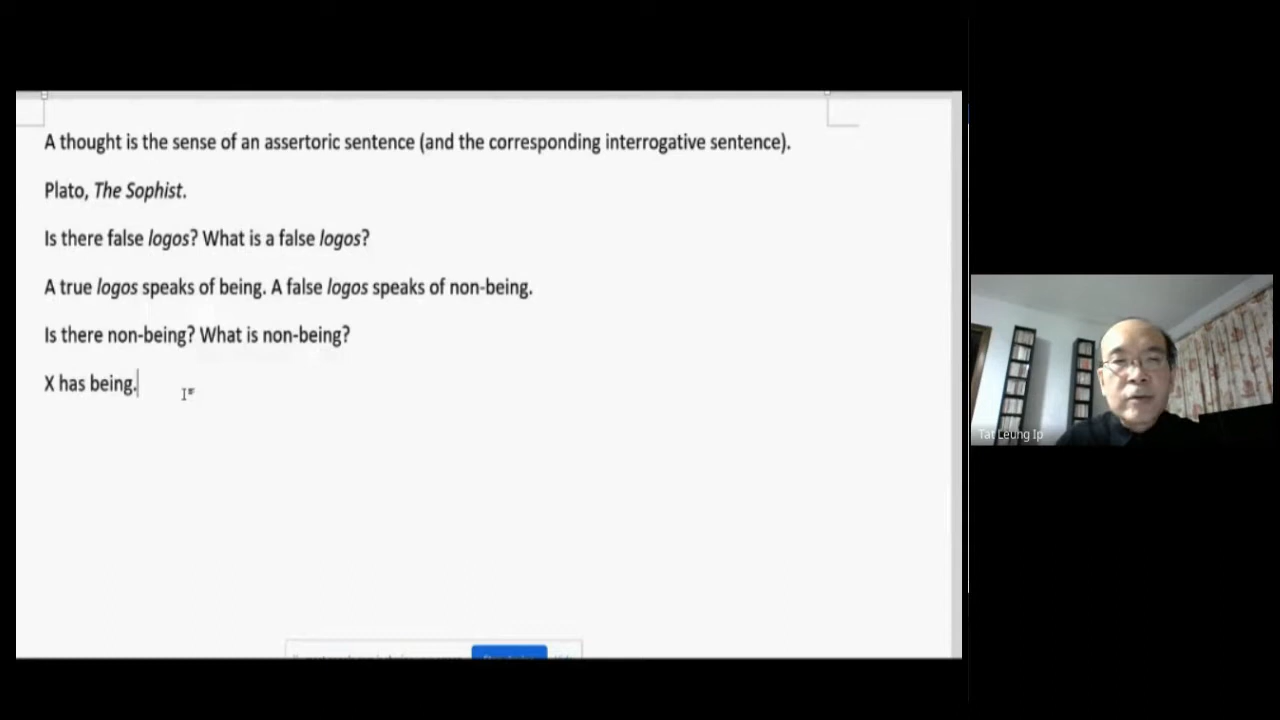 A thought is the sense of an assertoric sentence (and the corresponding interrogative sentence).
Plato, The Sophist.
Is there false logos? What is a false logos?
A true logos speaks of being. A false logos speaks of non-being.
Is there non-being? What is non-being?
X has being.
Tat Leung Ip